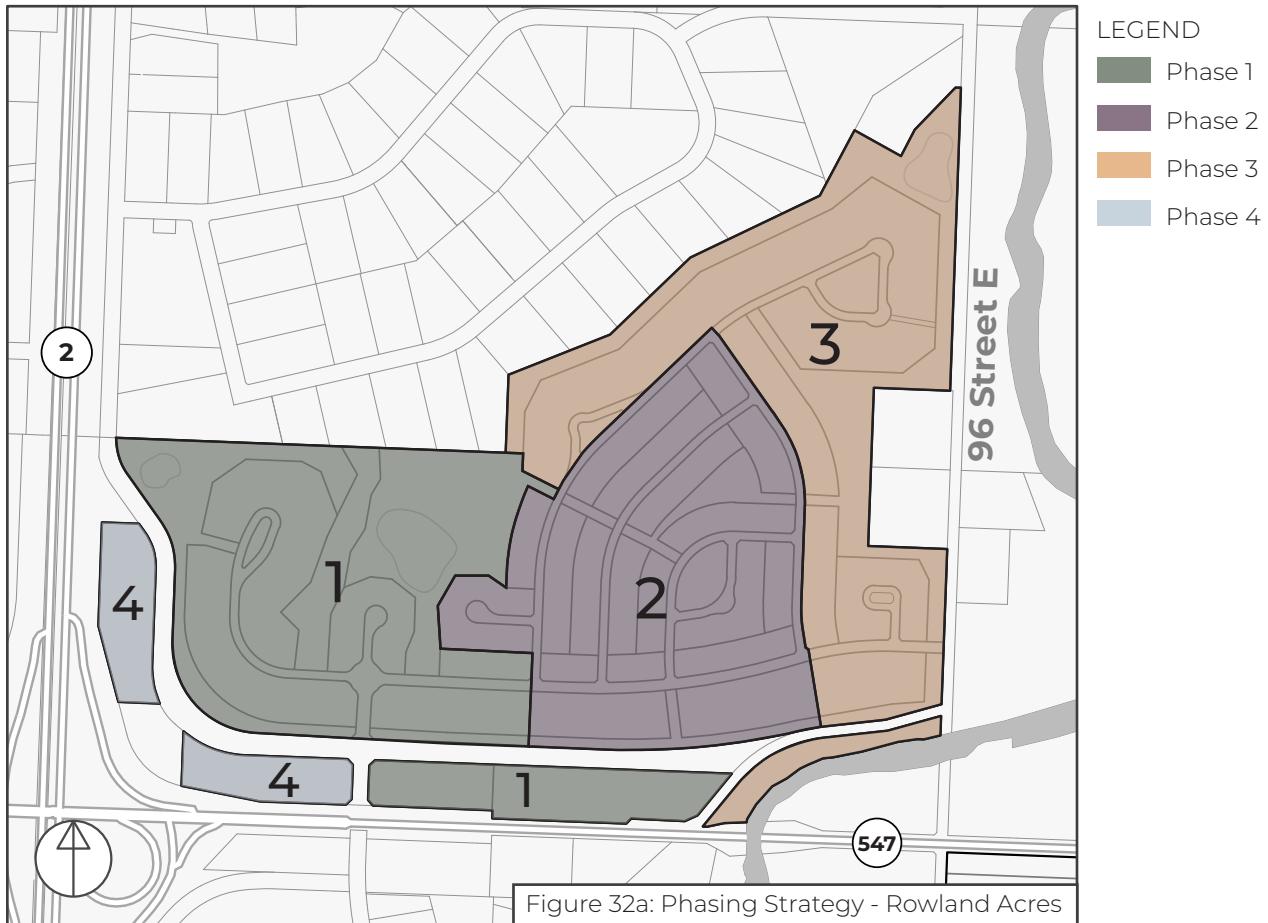 LEGEND
Phase 1
Phase 2
Phase 3
Phase 4
2
3
96 Street E
1
2
4
4
1
547
Figure 32a: Phasing Strategy - Rowland Acres